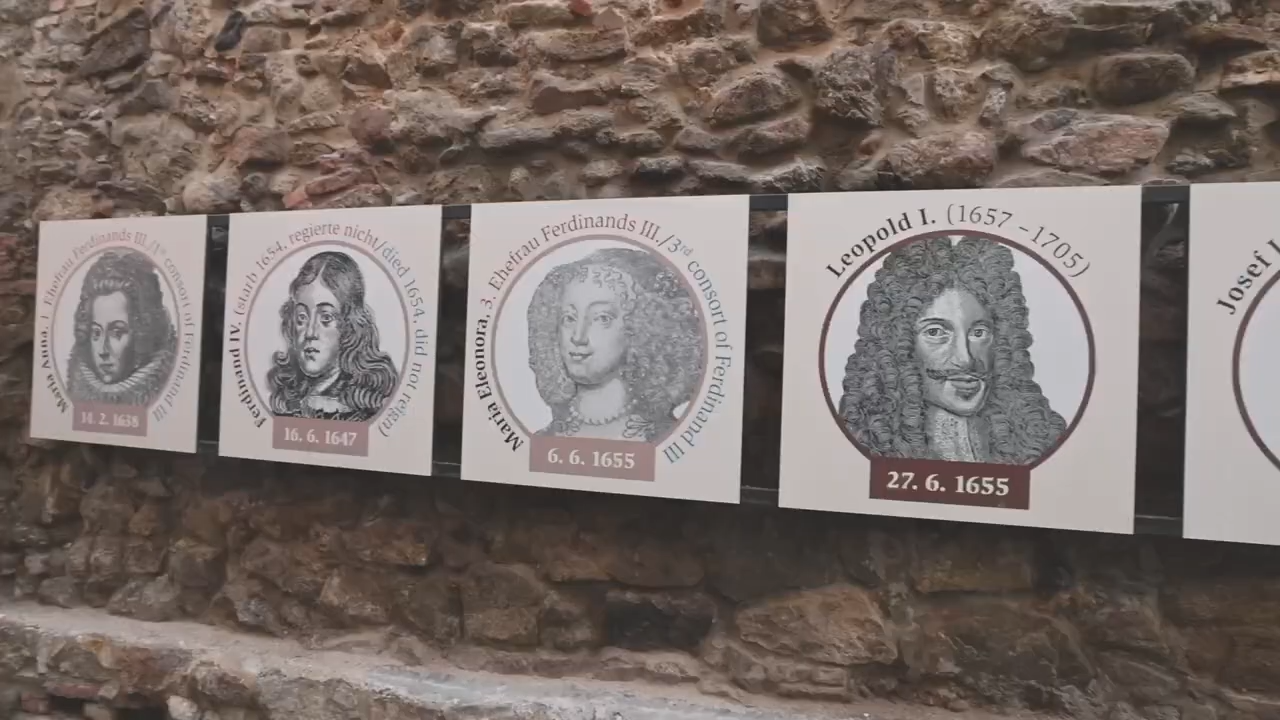 Maria Anna, 1. Ehefrau Ferdinands III./1st consort of Ferdinand III
14. 2. 1638
Ferdinand IV. (starb 1654, regierte nicht/died 1654, did not reign)
16. 6. 1647
Maria Eleonora, 3. Ehefrau Ferdinands III./3rd consort of Ferdinand III
6. 6. 1655
Leopold I. (1657 – 1705)
27. 6. 1655
Josef